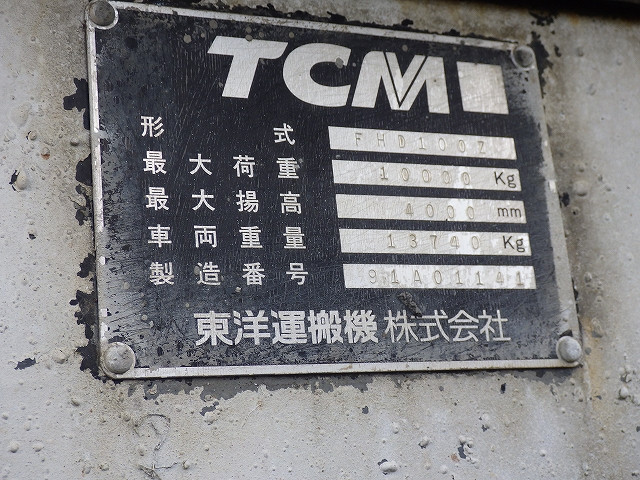 TCM
形式 FHD100Z
最大荷重 10000 Kg
最大揚高 4000 mm
車両重量 13740 Kg
製造番号 91A01141
東洋運搬機株式会社